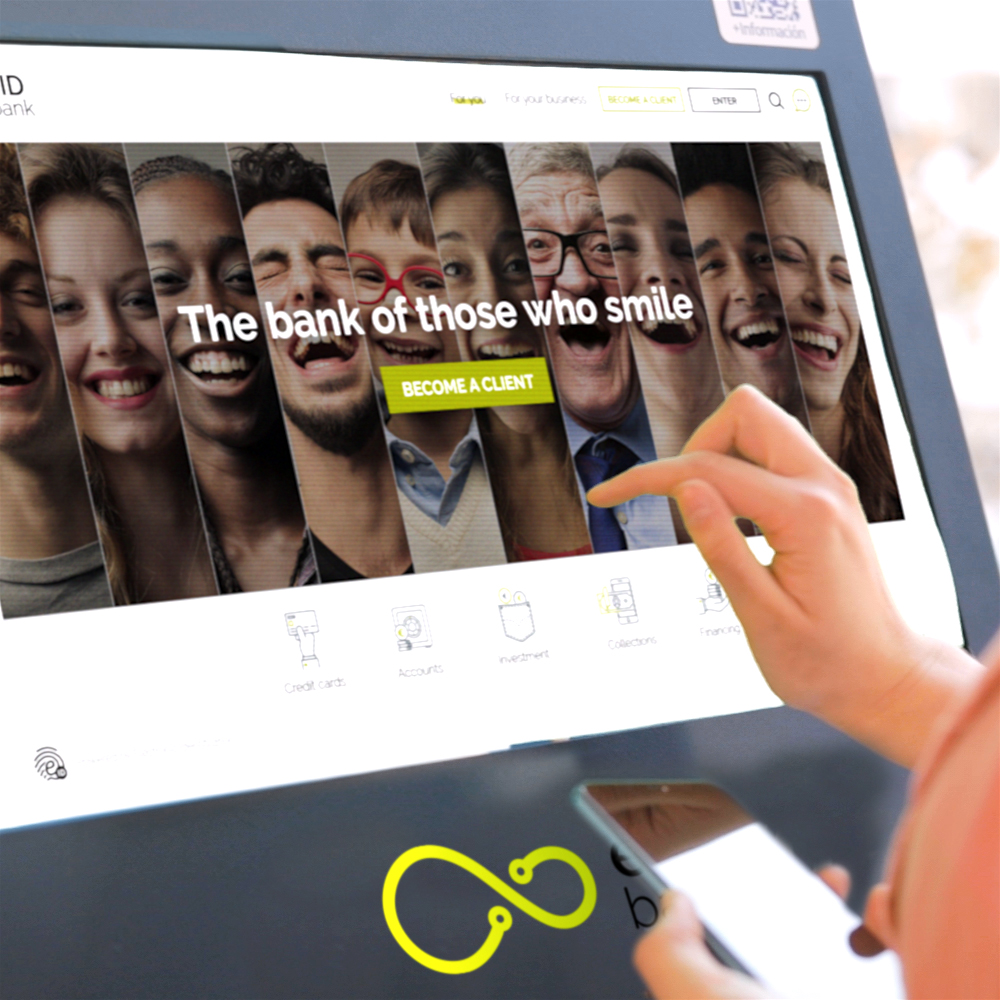 +Información
ID
bank
For you
For your business
BECOME A CLIENT
ENTER
The bank of those who smile
BECOME A CLIENT
Credit cards
Accounts
Investment
Collections
Financing